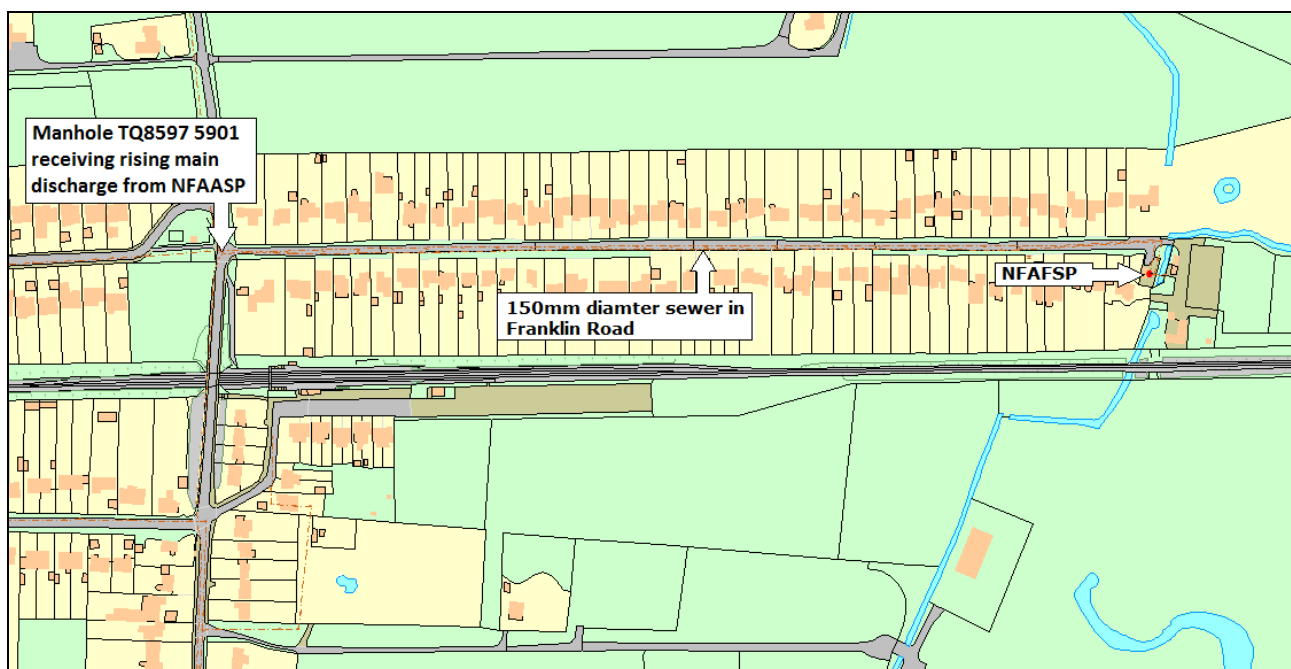 Manhole TQ8597 5901
receiving rising main
discharge from NFAASP
NFAFSP
150mm diamter sewer in
Franklin Road